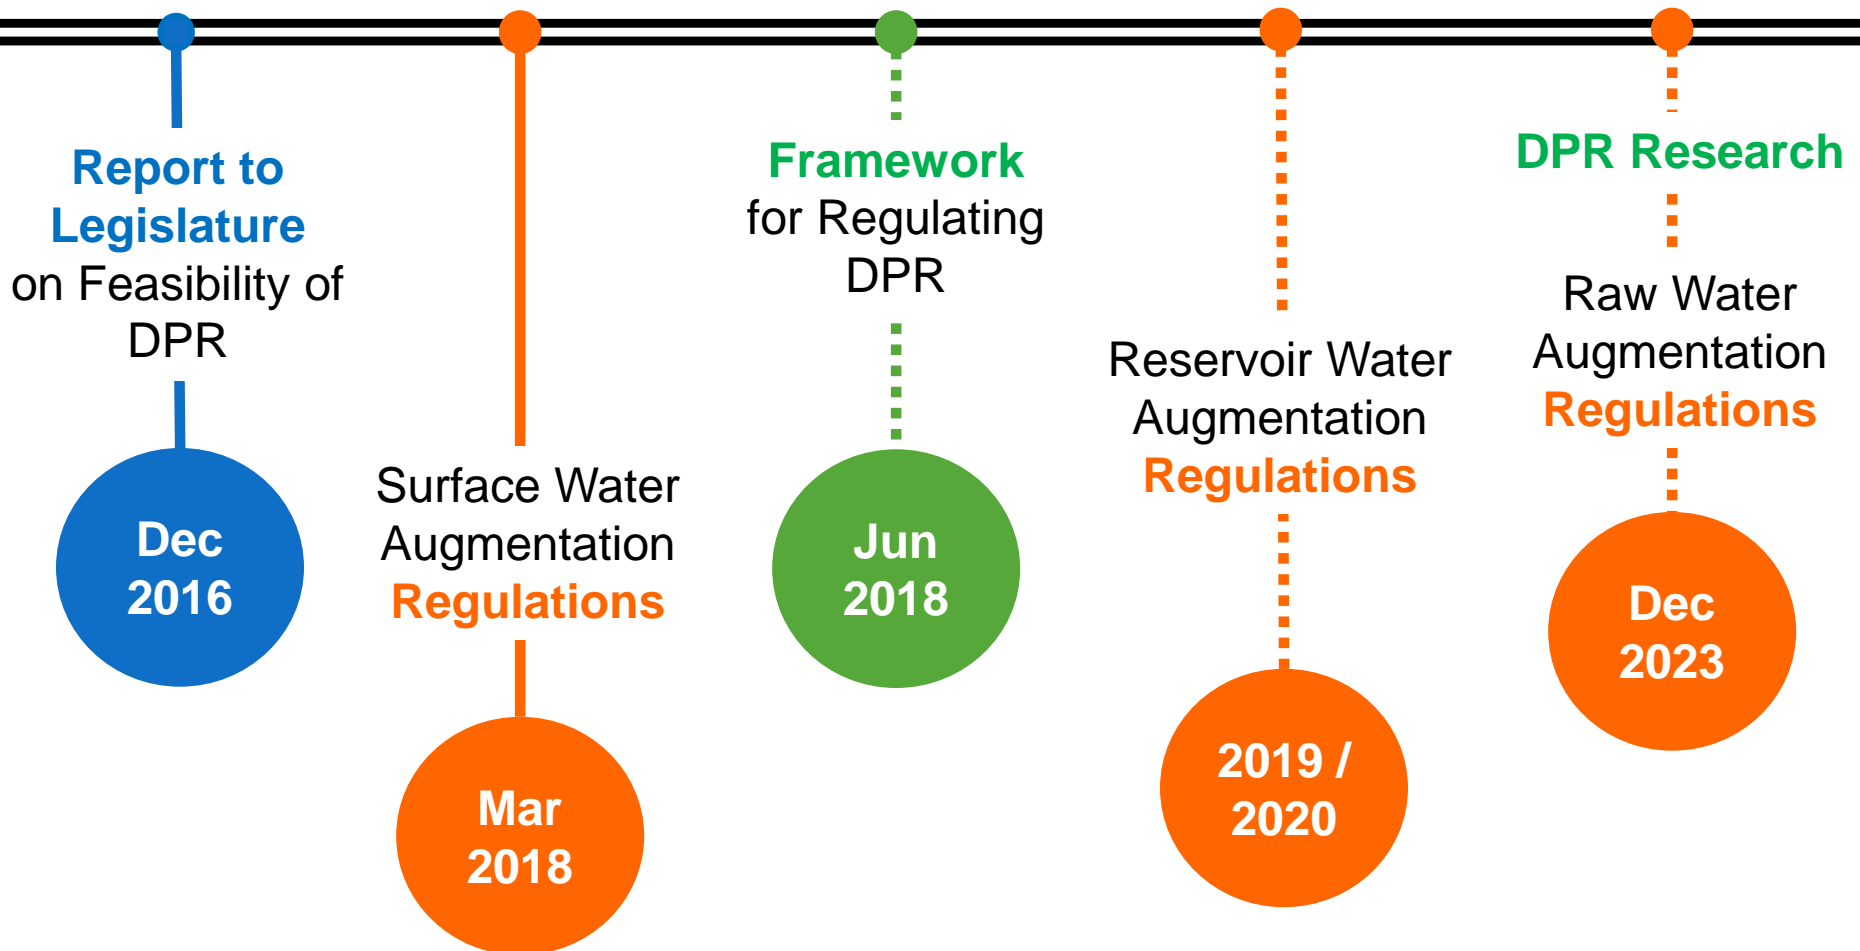 Report to
Legislature
on Feasibility of
DPR
Dec
2016
Surface Water
Augmentation
Regulations
Mar
2018
Framework
for Regulating
DPR
Jun
2018
Reservoir Water
Augmentation
Regulations
2019 /
2020
DPR Research
Raw Water
Augmentation
Regulations
Dec
2023